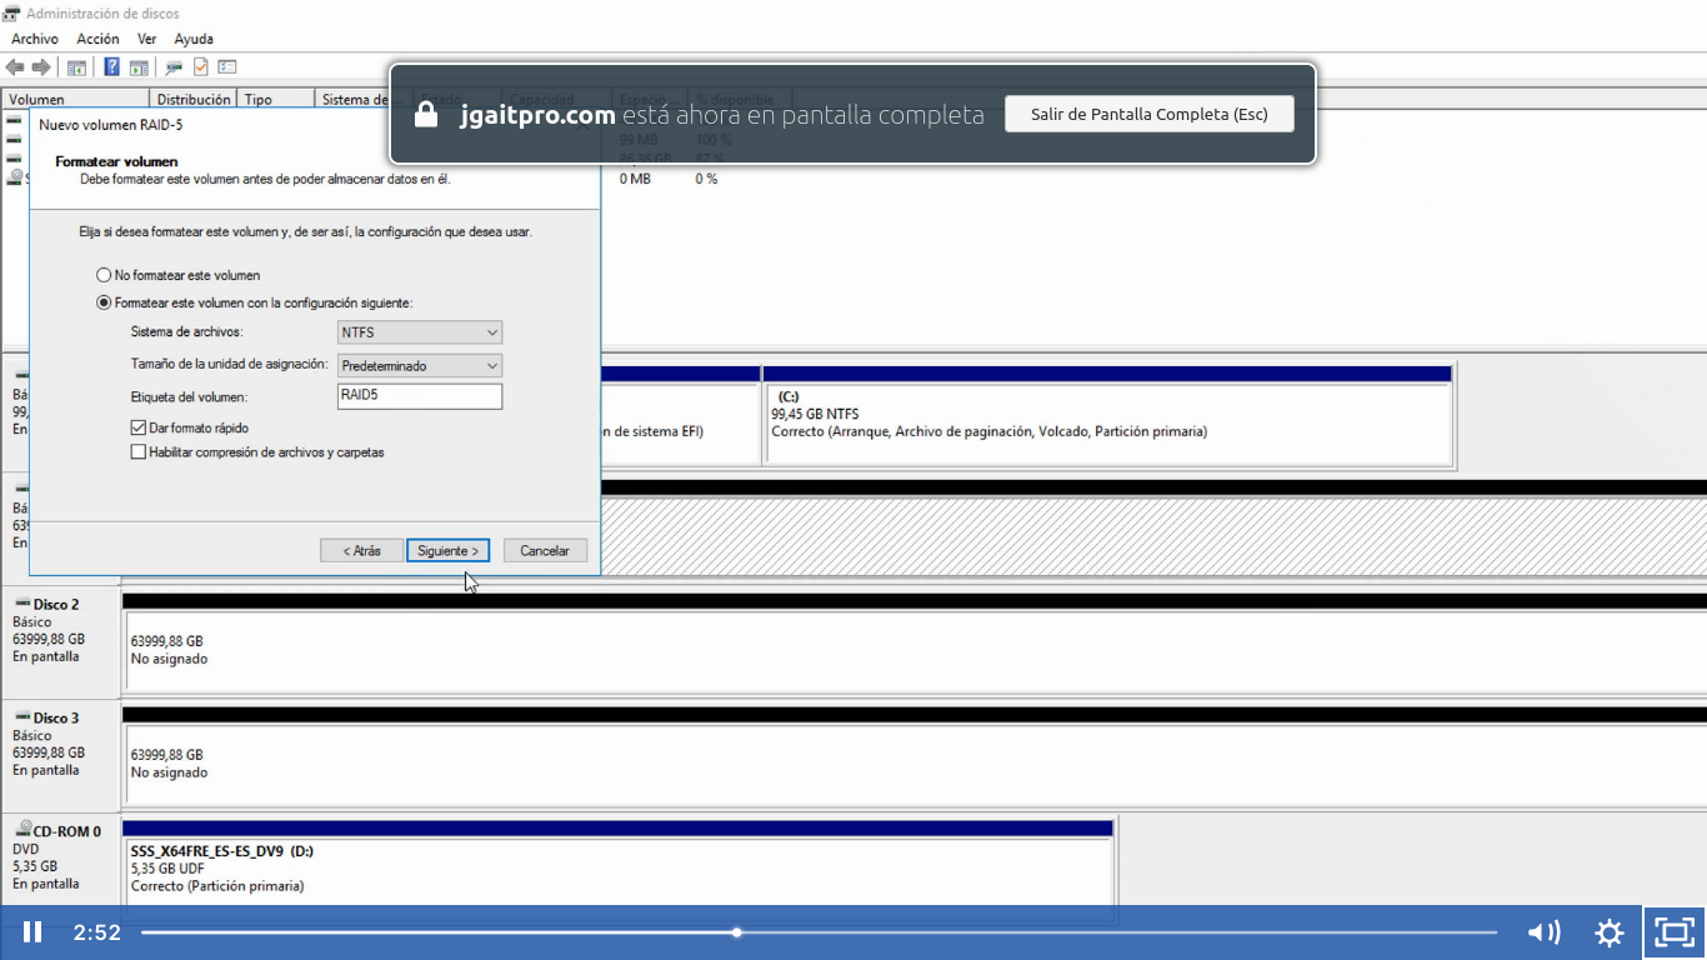 Administración de discos
Archivo Acción Ver Ayuda
Volumen Distribución Tipo Sistema de... Estado Capacidad Espacio ... % disponible
jgaitpro.com está ahora en pantalla completa
Salir de Pantalla Completa (Esc)
99 MB 100 %
86,36 GB 87 %
0 MB 0 %
Nuevo volumen RAID-5
Formatear volumen
Debe formatear este volumen antes de poder almacenar datos en él.
Elija si desea formatear este volumen y, de ser así, la configuración que desea usar.
No formatear este volumen
Formatear este volumen con la configuración siguiente:
Sistema de archivos: NTFS
Tamaño de la unidad de asignación: Predeterminado
Etiqueta del volumen: RAID5
Dar formato rápido
Habilitar compresión de archivos y carpetas
< Atrás Siguiente > Cancelar
Bá
99,
En
n de sistema EFI)
(C:)
99,45 GB NTFS
Correcto (Arranque, Archivo de paginación, Volcado, Partición primaria)
Bá
639
En
Disco 2
Básico
63999,88 GB
En pantalla
63999,88 GB
No asignado
Disco 3
Básico
63999,88 GB
En pantalla
63999,88 GB
No asignado
CD-ROM 0
DVD
5,35 GB
En pantalla
SSS_X64FRE_ES-ES_DV9 (D:)
5,35 GB UDF
Correcto (Partición primaria)
2:52